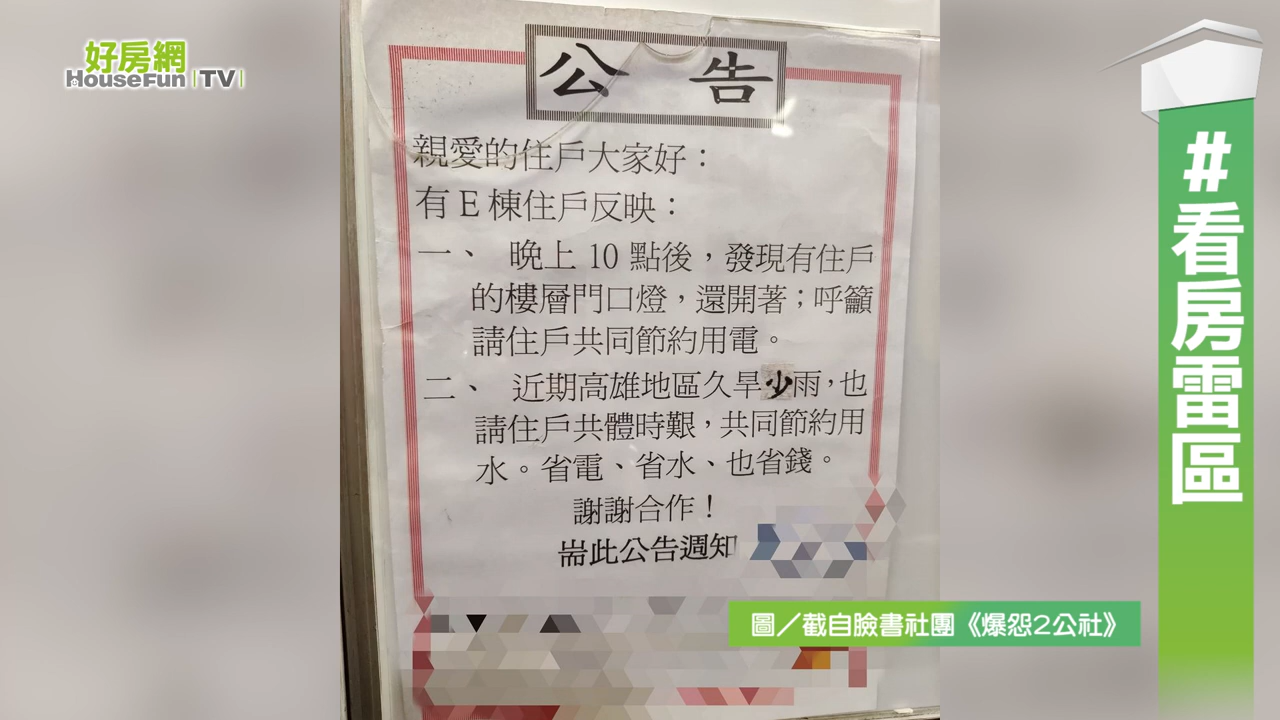 好房網
HouseFun TV
公告
親愛的住戶大家好：
有E棟住戶反映：
一、 晚上10點後，發現有住戶
的樓層門口燈，還開著；呼籲
請住戶共同節約用電。
二、 近期高雄地區久旱少雨，也
請住戶共體時艱，共同節約用
水。省電、省水、也省錢。
謝謝合作！
耑此公告週知
圖／截自臉書社團《爆怨2公社》
#看房雷區